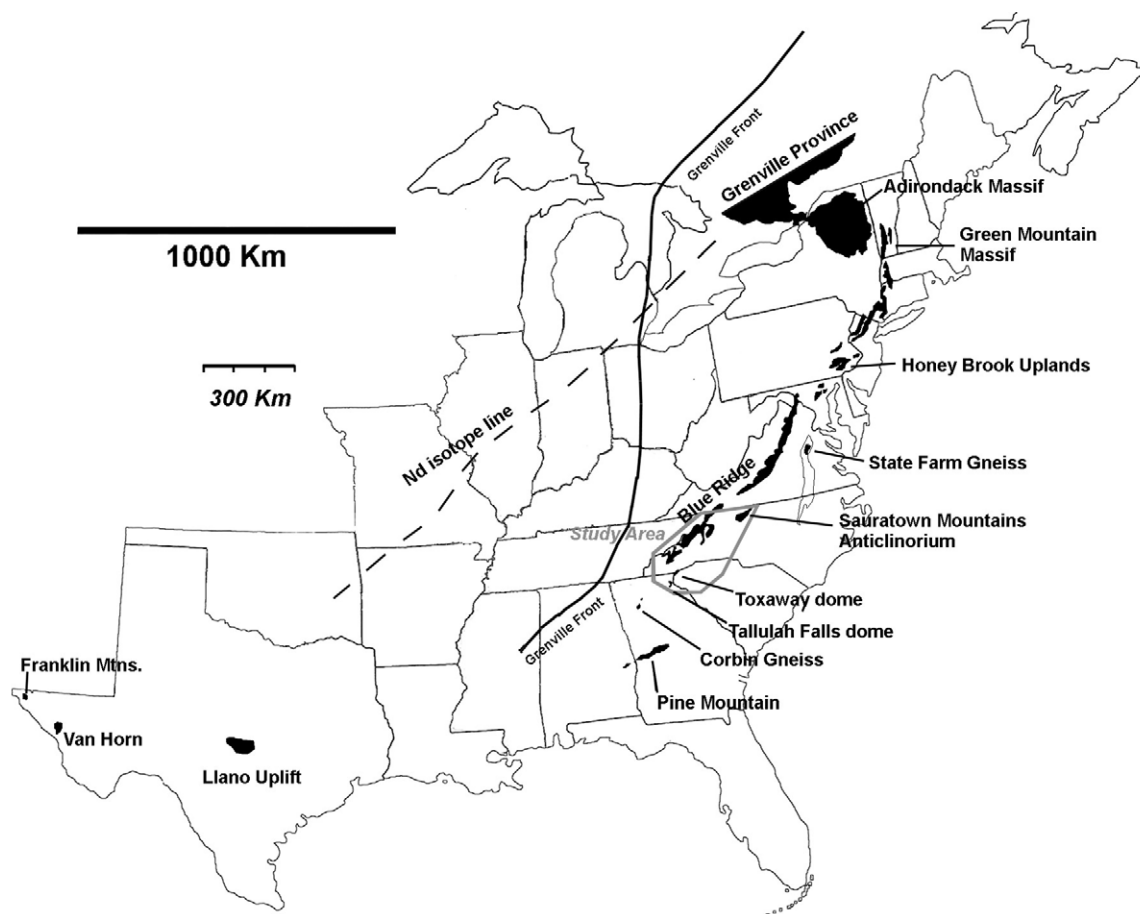 Grenville Front
Grenville Province
Adirondack Massif
Green Mountain
Massif
1000 Km
300 Km
Honey Brook Uplands
Nd isotope line
State Farm Gneiss
Blue Ridge
Study Area
Sauratown Mountains
Anticlinorium
Toxaway dome
Tallulah Falls dome
Grenville Front
Corbin Gneiss
Franklin Mtns.
Pine Mountain
Van Horn
Llano Uplift